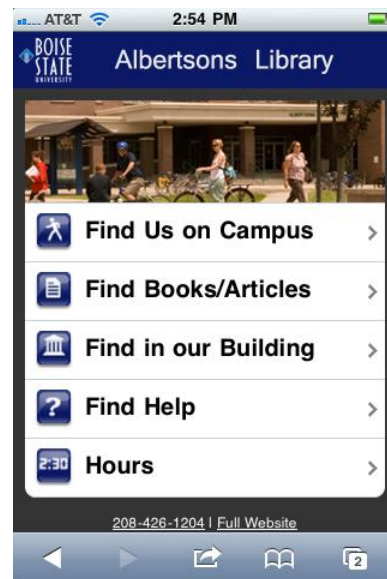 AT&T 2:54 PM
BOISE
STATE
UNIVERSITY
Albertsons Library
ALBERTSONS
Find Us on Campus
Find Books/Articles
Find in our Building
?
Find Help
2:30
Hours
208-426-1204 | Full Website
2